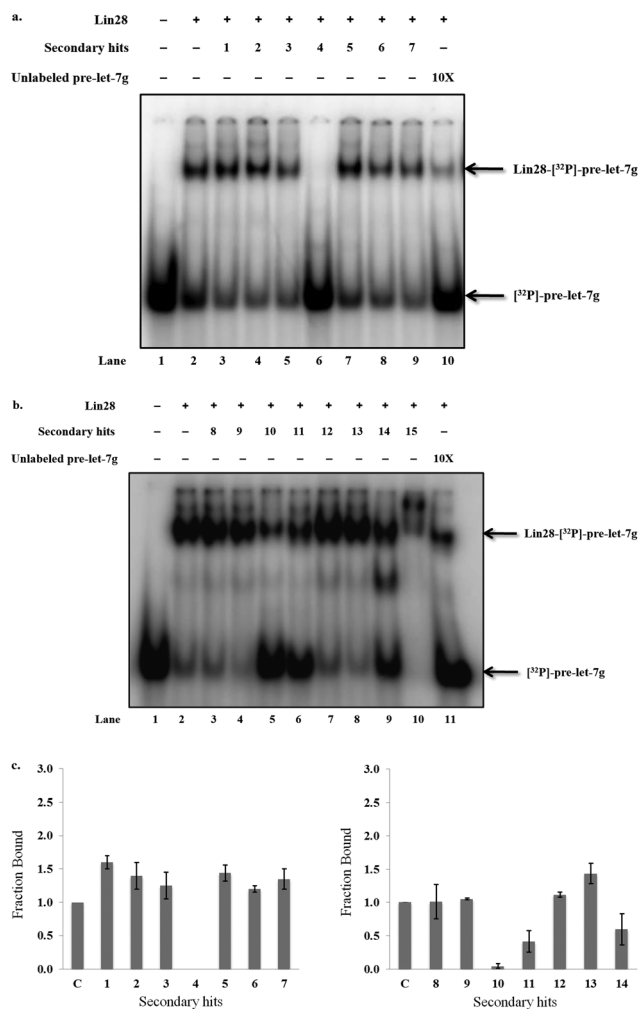 a. Lin28 – + + + + + + + + +
Secondary hits – – 1 2 3 4 5 6 7 –
Unlabeled pre-let-7g – – – – – – – – – 10X
Lin28-[³²P]-pre-let-7g
[³²P]-pre-let-7g
Lane 1 2 3 4 5 6 7 8 9 10
b. Lin28 – + + + + + + + + + +
Secondary hits – – 8 9 10 11 12 13 14 15 –
Unlabeled pre-let-7g – – – – – – – – – – 10X
Lin28-[³²P]-pre-let-7g
[³²P]-pre-let-7g
Lane 1 2 3 4 5 6 7 8 9 10 11
c.
Fraction Bound
3.0
2.5
2.0
1.5
1.0
0.5
0.0
C 1 2 3 4 5 6 7
Secondary hits
Fraction Bound
3.0
2.5
2.0
1.5
1.0
0.5
0.0
C 8 9 10 11 12 13 14
Secondary hits